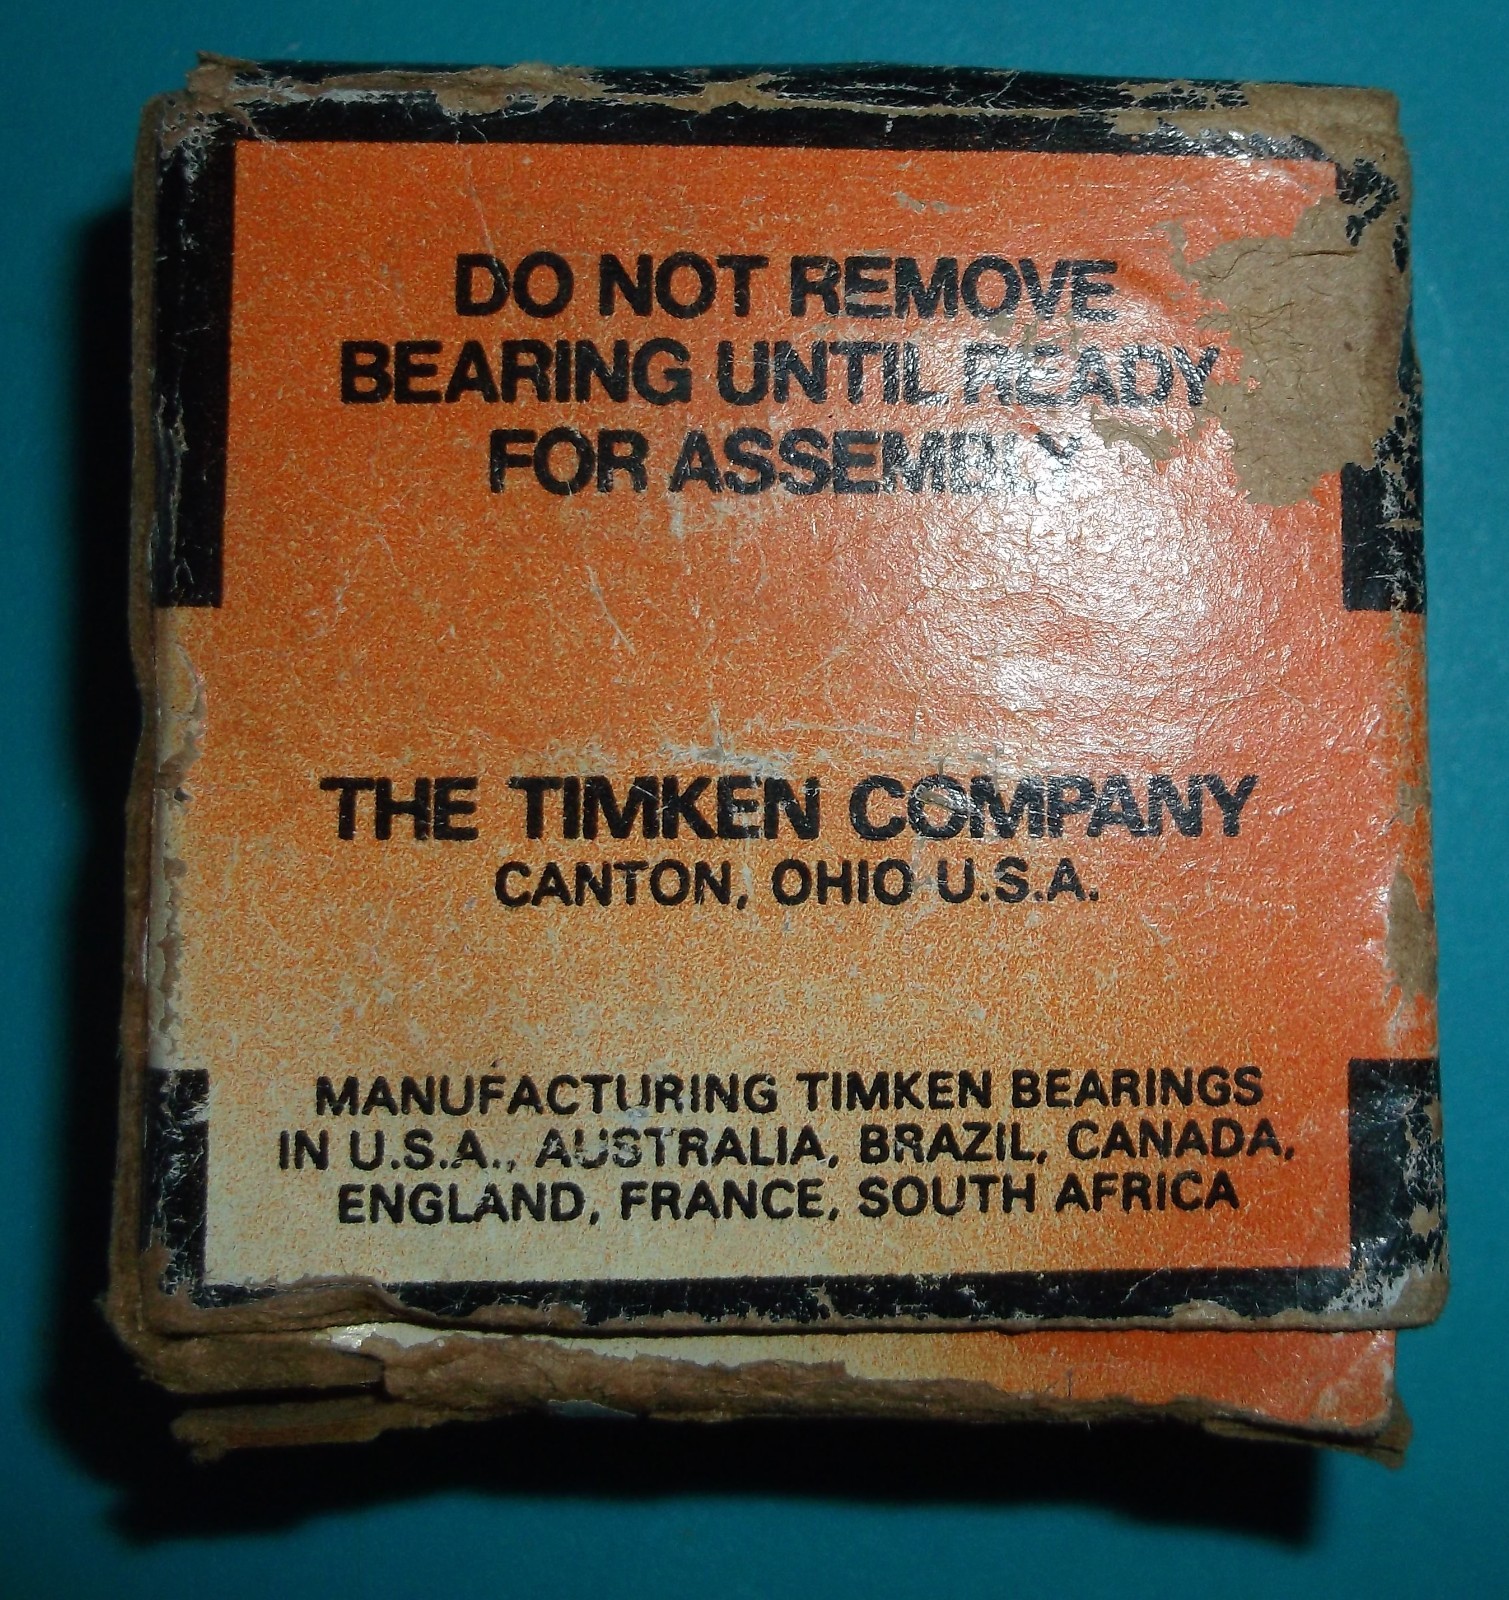 DO NOT REMOVE
BEARING UNTIL READY
FOR ASSEMBLY
THE TIMKEN COMPANY
CANTON, OHIO U.S.A.
MANUFACTURING TIMKEN BEARINGS
IN U.S.A., AUSTRALIA, BRAZIL, CANADA,
ENGLAND, FRANCE, SOUTH AFRICA